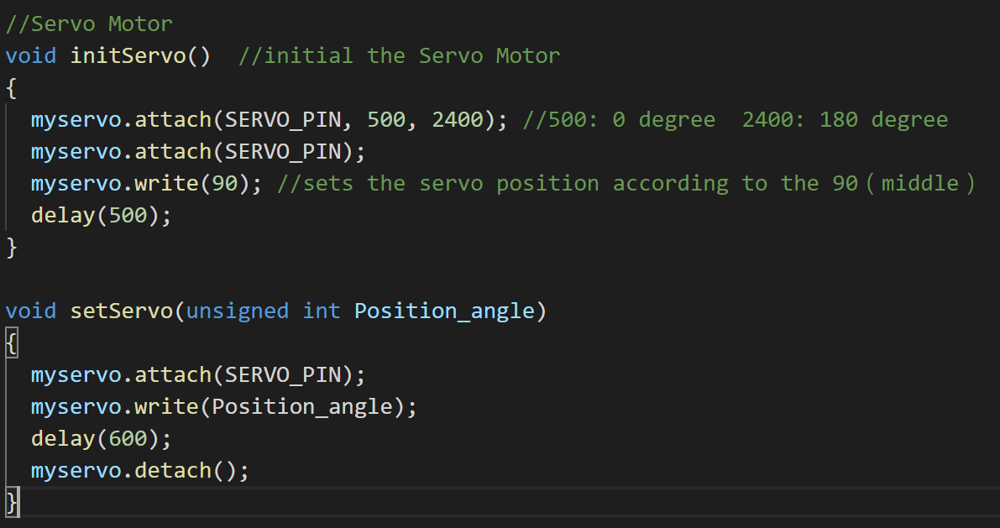 //Servo Motor
void initServo()  //initial the Servo Motor
{
  myservo.attach(SERVO_PIN, 500, 2400); //500: 0 degree  2400: 180 degree
  myservo.attach(SERVO_PIN);
  myservo.write(90); //sets the servo position according to the 90（middle）
  delay(500);
}

void setServo(unsigned int Position_angle)
{
  myservo.attach(SERVO_PIN);
  myservo.write(Position_angle);
  delay(600);
  myservo.detach();
}